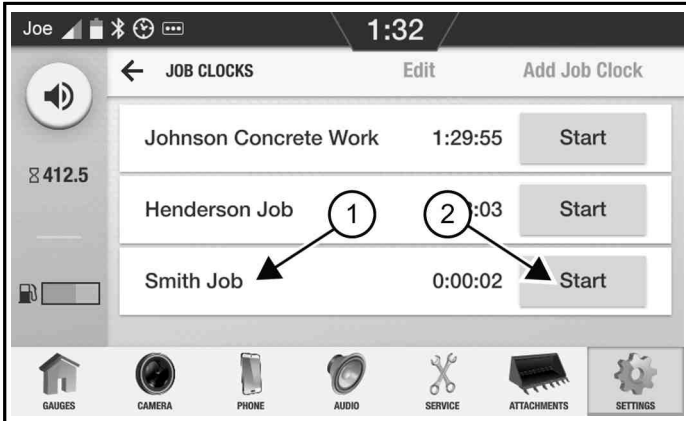 Joe 1:32
JOB CLOCKS Edit Add Job Clock
Johnson Concrete Work 1:29:55 Start
412.5
Henderson Job 1 2 :03 Start
Smith Job 0:00:02 Start
GAUGES CAMERA PHONE AUDIO SERVICE ATTACHMENTS SETTINGS